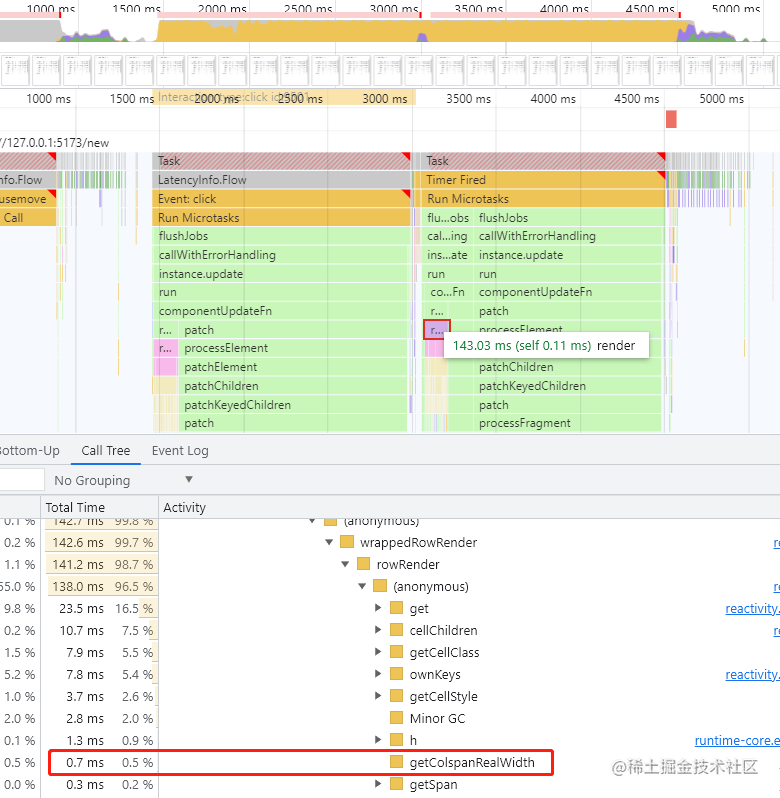 1000 ms 1500 ms 2000 ms 2500 ms 3000 ms 3500 ms 4000 ms 4500 ms 5000 ms
Interaction type:click id:
1000 ms 1500 ms 2000 ms 2500 ms 3000 ms 3500 ms 4000 ms 4500 ms 5000 ms
//127.0.0.1:5173/new
Task Task
nfo.Flow LatencyInfo.Flow Timer Fired
usemove Event: click Run Microtasks
Call Run Microtasks flu...obs flushJobs
flushJobs cal...ing callWithErrorHandling
callWithErrorHandling ins...ate instance.update
instance.update run run
run co...Fn componentUpdateFn
componentUpdateFn r... patch
r... patch r... processElement
r... processElement
143.03 ms (self 0.11 ms) render
patchElement patchChildren
patchChildren patchKeyedChildren
patchKeyedChildren patch
patch processFragment
Bottom-Up Call Tree Event Log
No Grouping ▼
Total Time Activity
0.1 % 142.7 ms 99.8 % (anonymous)
0.2 % 142.6 ms 99.7 % wrappedRowRender re
1.1 % 141.2 ms 98.7 % rowRender
55.0 % 138.0 ms 96.5 % (anonymous) re
9.8 % 23.5 ms 16.5 % get reactivity.
0.2 % 10.7 ms 7.5 % cellChildren re
1.5 % 7.9 ms 5.5 % getCellClass
5.2 % 7.8 ms 5.4 % ownKeys reactivity.
1.0 % 3.7 ms 2.6 % getCellStyle
2.0 % 2.8 ms 2.0 % Minor GC
0.1 % 1.3 ms 0.9 % h runtime-core.e
0.5 % 0.7 ms 0.5 % getColspanRealWidth
0.0 % 0.3 ms 0.2 % getSpan
@稀土掘金技术社区